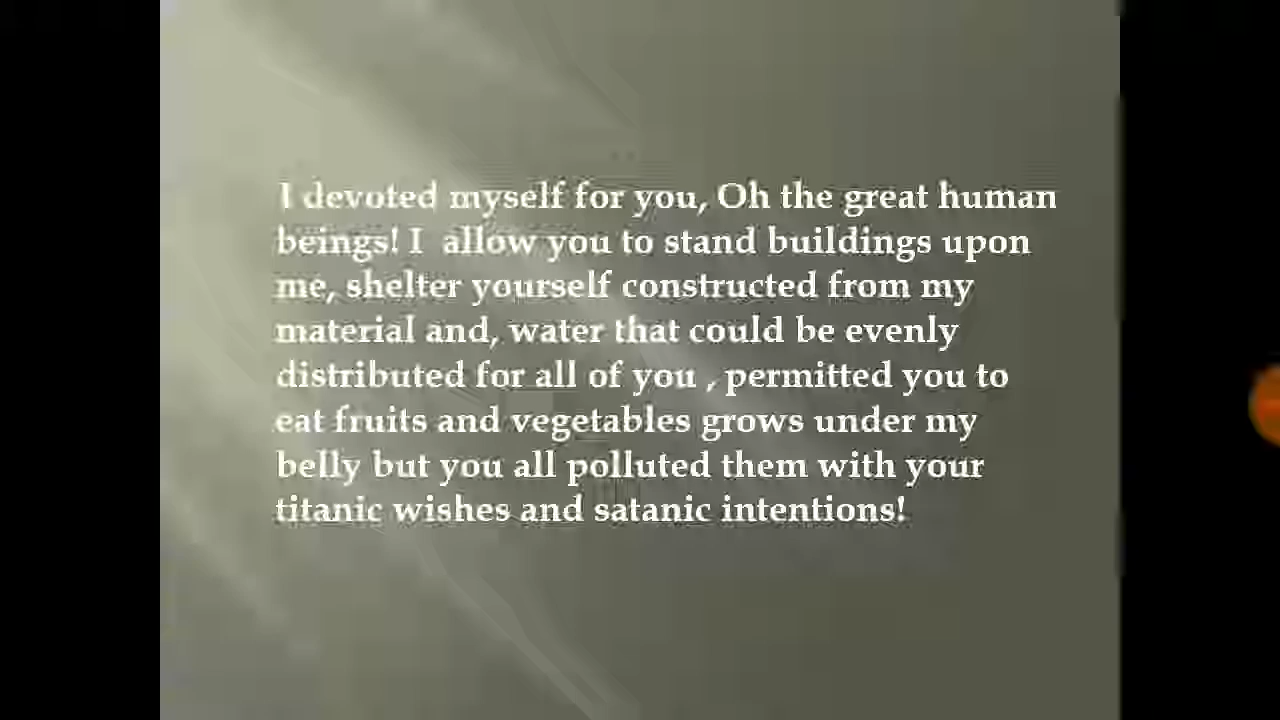 I devoted myself for you, Oh the great human
beings! I allow you to stand buildings upon
me, shelter yourself constructed from my
material and, water that could be evenly
distributed for all of you , permitted you to
eat fruits and vegetables grows under my
belly but you all polluted them with your
titanic wishes and satanic intentions!